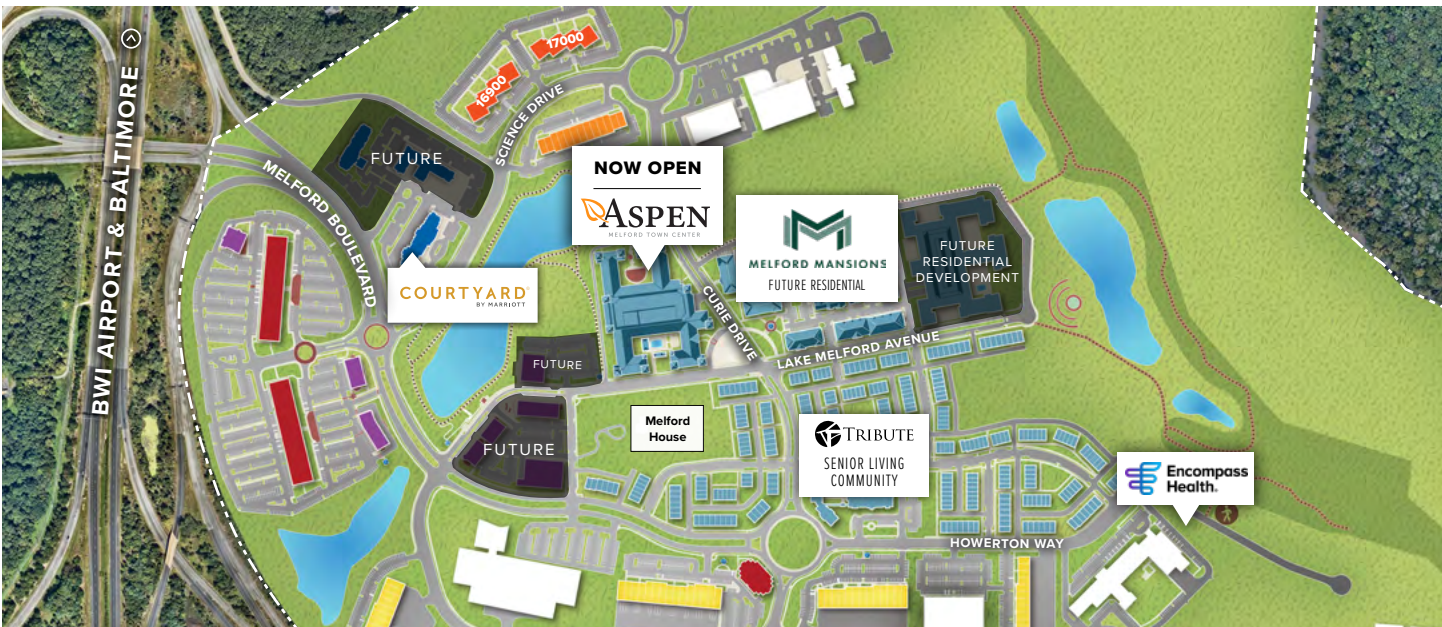 BWI AIRPORT & BALTIMORE
17000
16900
SCIENCE DRIVE
FUTURE
MELFORD BOULEVARD
NOW OPEN
ASPEN
MELFORD TOWN CENTER
MELFORD MANSIONS
FUTURE RESIDENTIAL
FUTURE
RESIDENTIAL
DEVELOPMENT
COURTYARD
BY MARRIOTT
CURIE DRIVE
LAKE MELFORD AVENUE
FUTURE
FUTURE
Melford
House
TRIBUTE
SENIOR LIVING
COMMUNITY
Encompass
Health.
HOWERTON WAY